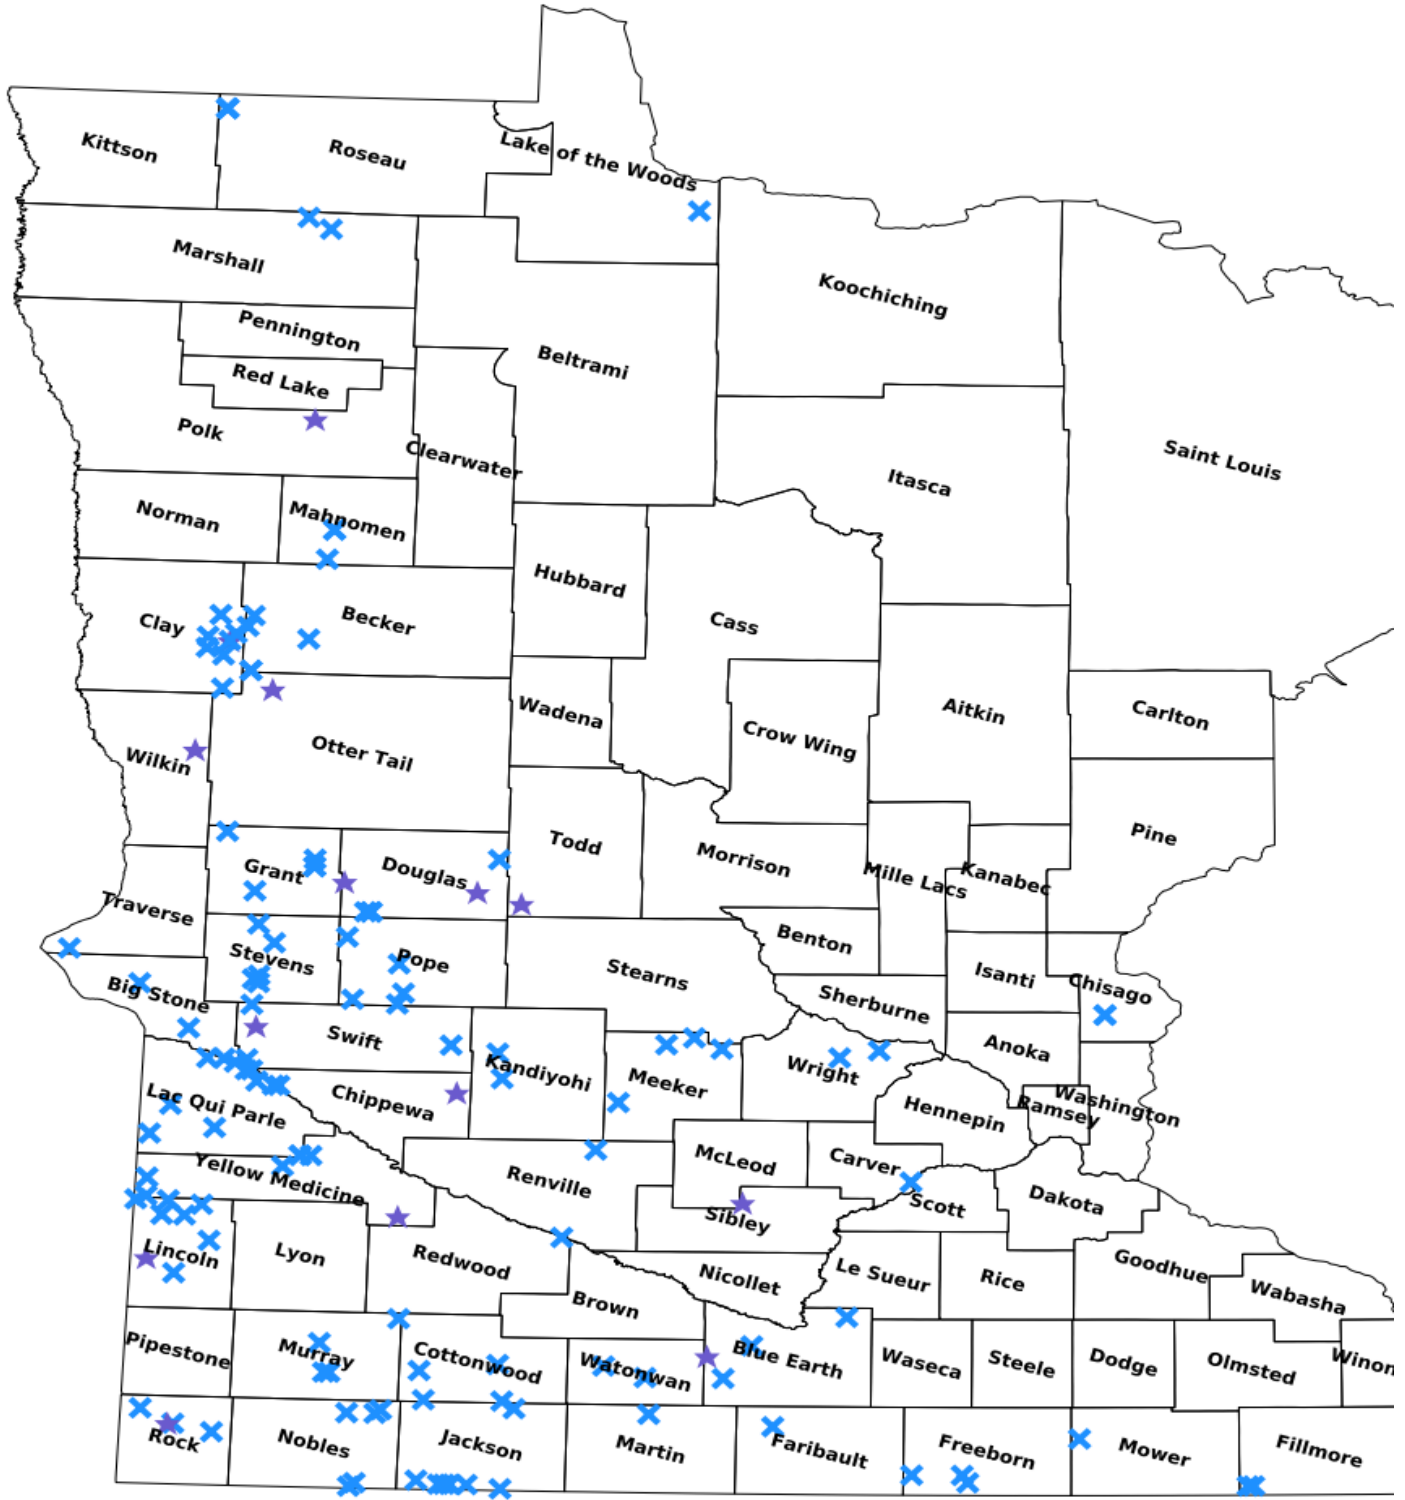 Kittson
Roseau
Lake of the Woods
Marshall
Koochiching
Pennington
Beltrami
Red Lake
Polk
Clearwater
Saint Louis
Itasca
Norman
Mahnomen
Hubbard
Clay
Becker
Cass
Wadena
Aitkin
Carlton
Crow Wing
Otter Tail
Wilkin
Pine
Todd
Morrison
Grant
Douglas
Mille Lacs
Kanabec
Traverse
Benton
Stevens
Pope
Stearns
Isanti
Chisago
Big Stone
Sherburne
Swift
Anoka
Kandiyohi
Wright
Meeker
Chippewa
Lac Qui Parle
Hennepin
Ramsey
Washington
McLeod
Carver
Yellow Medicine
Renville
Dakota
Scott
Sibley
Lincoln
Lyon
Redwood
Nicollet
Le Sueur
Rice
Goodhue
Wabasha
Brown
Pipestone
Murray
Cottonwood
Watonwan
Blue Earth
Waseca
Steele
Dodge
Olmsted
Winon
Rock
Nobles
Jackson
Martin
Faribault
Freeborn
Mower
Fillmore